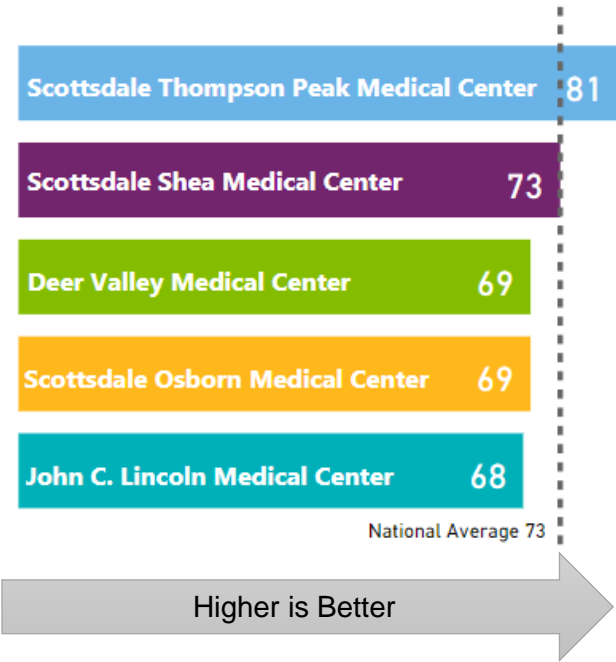 Scottsdale Thompson Peak Medical Center 81
Scottsdale Shea Medical Center 73
Deer Valley Medical Center 69
Scottsdale Osborn Medical Center 69
John C. Lincoln Medical Center 68
National Average 73
Higher is Better